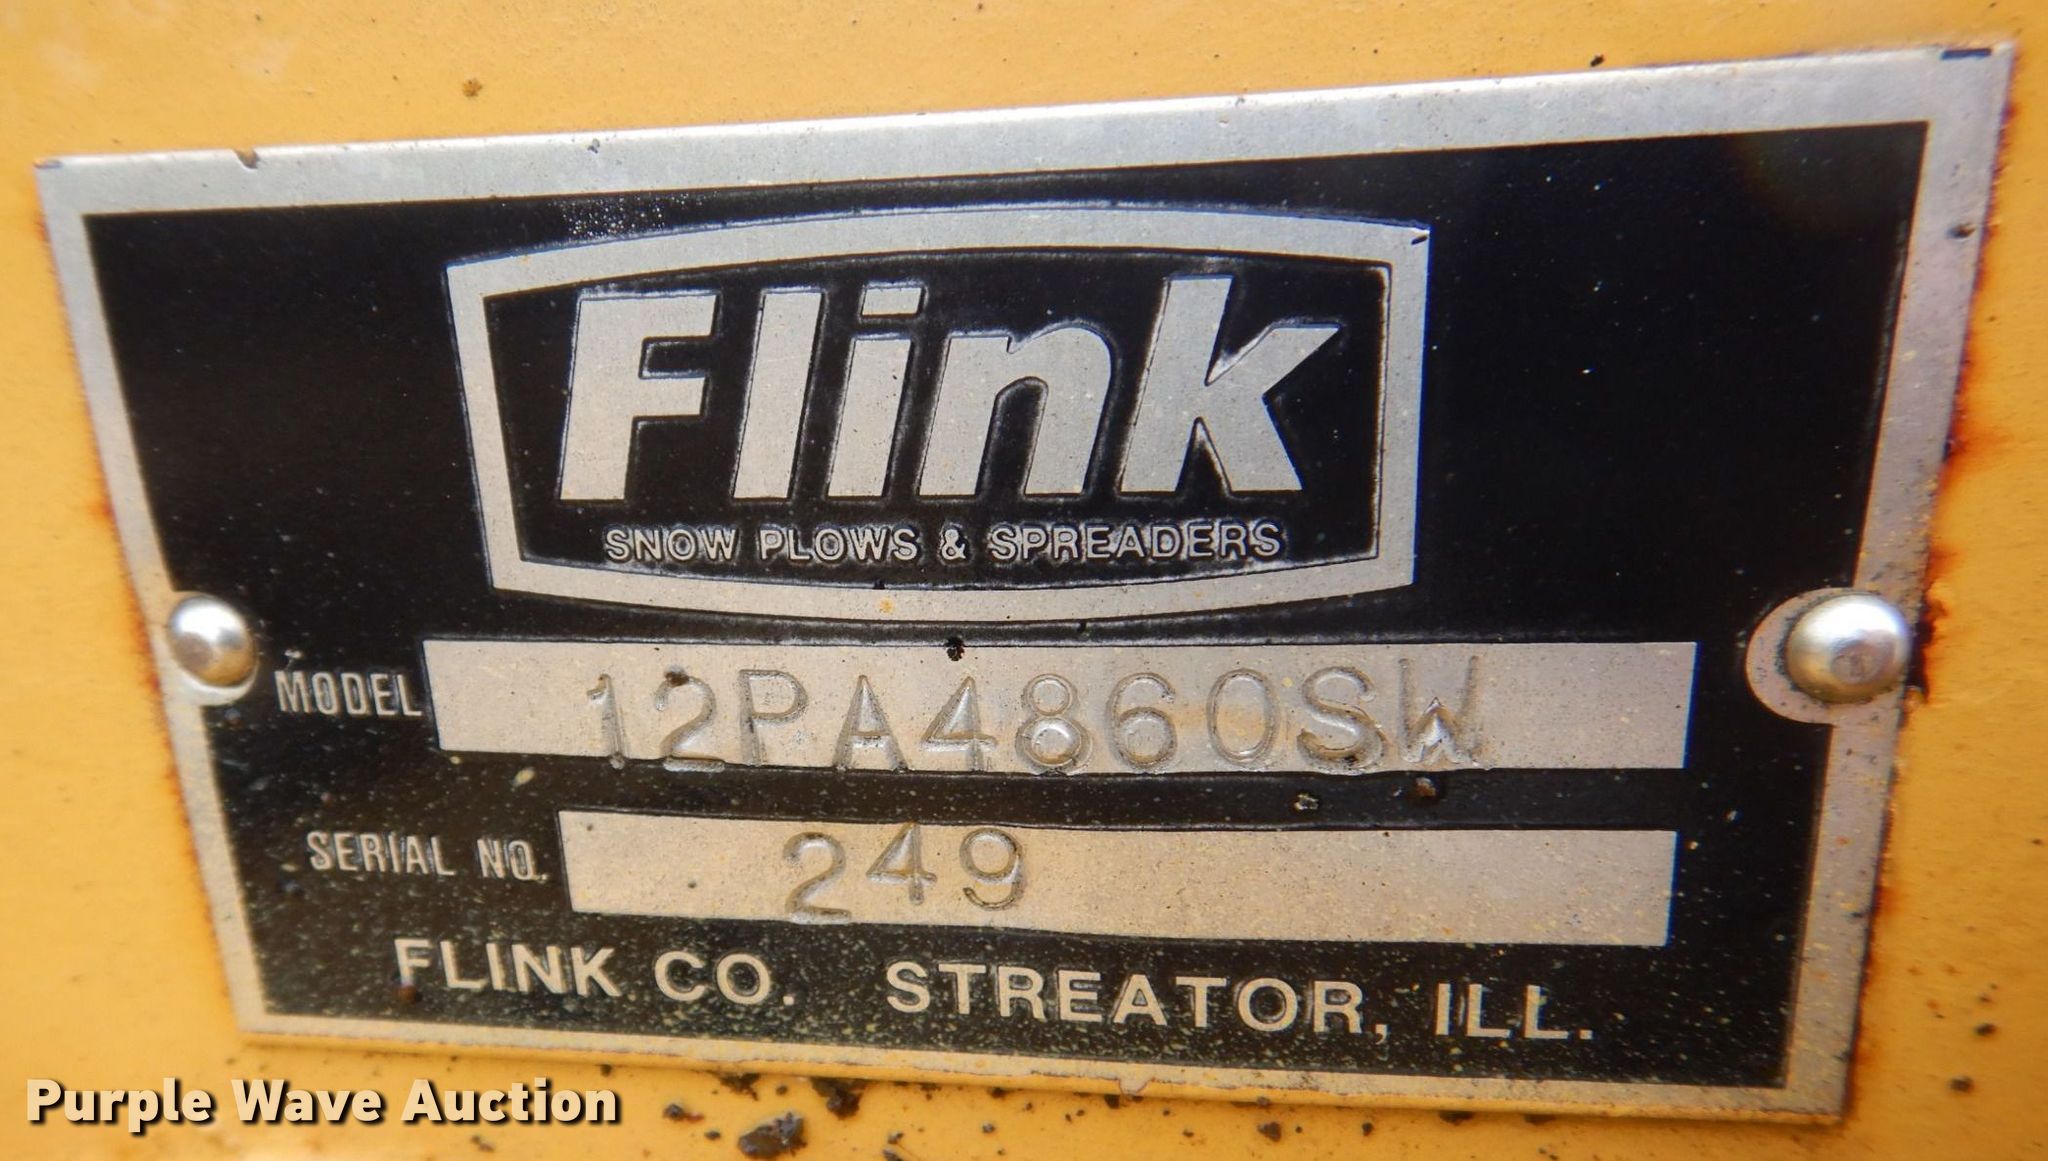 Flink
SNOW PLOWS & SPREADERS
MODEL 12PA4860SW
SERIAL NO. 249
FLINK CO. STREATOR, ILL.
Purple Wave Auction